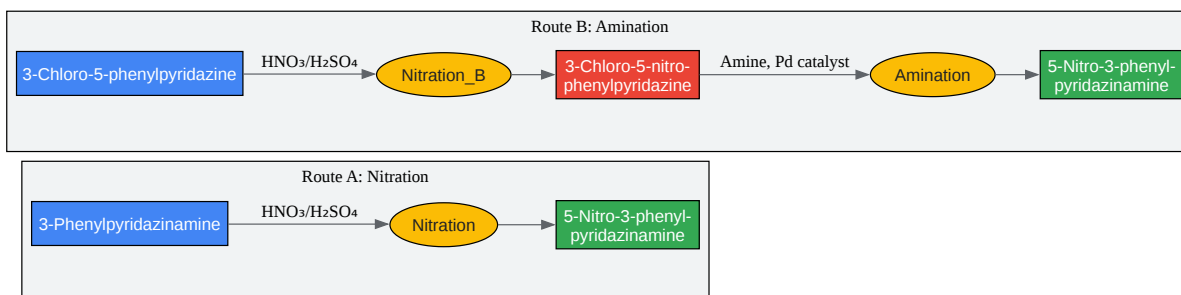 Route B: Amination
3-Chloro-5-phenylpyridazine
HNO₃/H₂SO₄
Nitration_B
3-Chloro-5-nitro-
phenylpyridazine
Amine, Pd catalyst
Amination
5-Nitro-3-phenyl-
pyridazinamine
Route A: Nitration
3-Phenylpyridazinamine
HNO₃/H₂SO₄
Nitration
5-Nitro-3-phenyl-
pyridazinamine